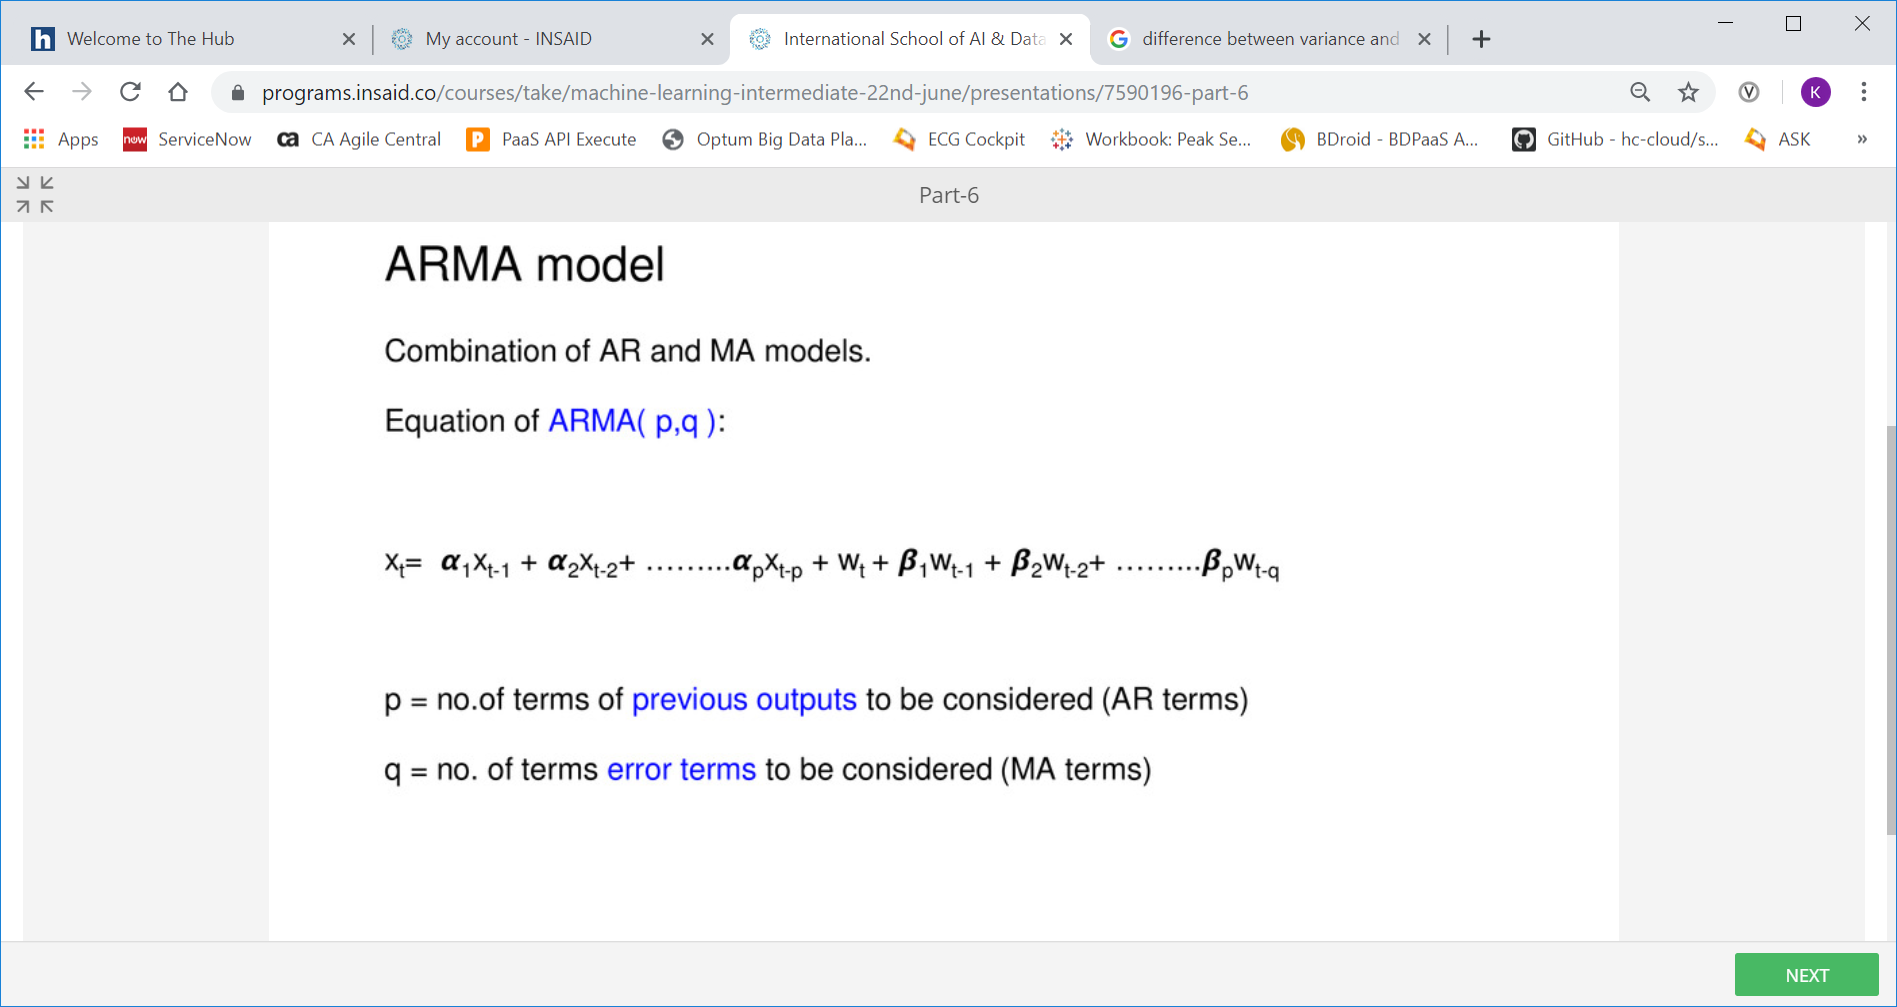 h Welcome to The Hub
My account - INSAID
International School of AI & Data
difference between variance and
programs.insaid.co/courses/take/machine-learning-intermediate-22nd-june/presentations/7590196-part-6
V
K
Apps
now ServiceNow
ca CA Agile Central
P PaaS API Execute
Optum Big Data Pla...
ECG Cockpit
Workbook: Peak Se...
BDroid - BDPaaS A...
GitHub - hc-cloud/s...
ASK
»
Part-6
ARMA model
Combination of AR and MA models.
Equation of ARMA( p,q ):
xₜ= α₁xₜ₋₁ + α₂xₜ₋₂+ ………αₚxₜ₋ₚ + wₜ + β₁wₜ₋₁ + β₂wₜ₋₂+ ………βₚwt-q
p = no.of terms of previous outputs to be considered (AR terms)
q = no. of terms error terms to be considered (MA terms)
NEXT